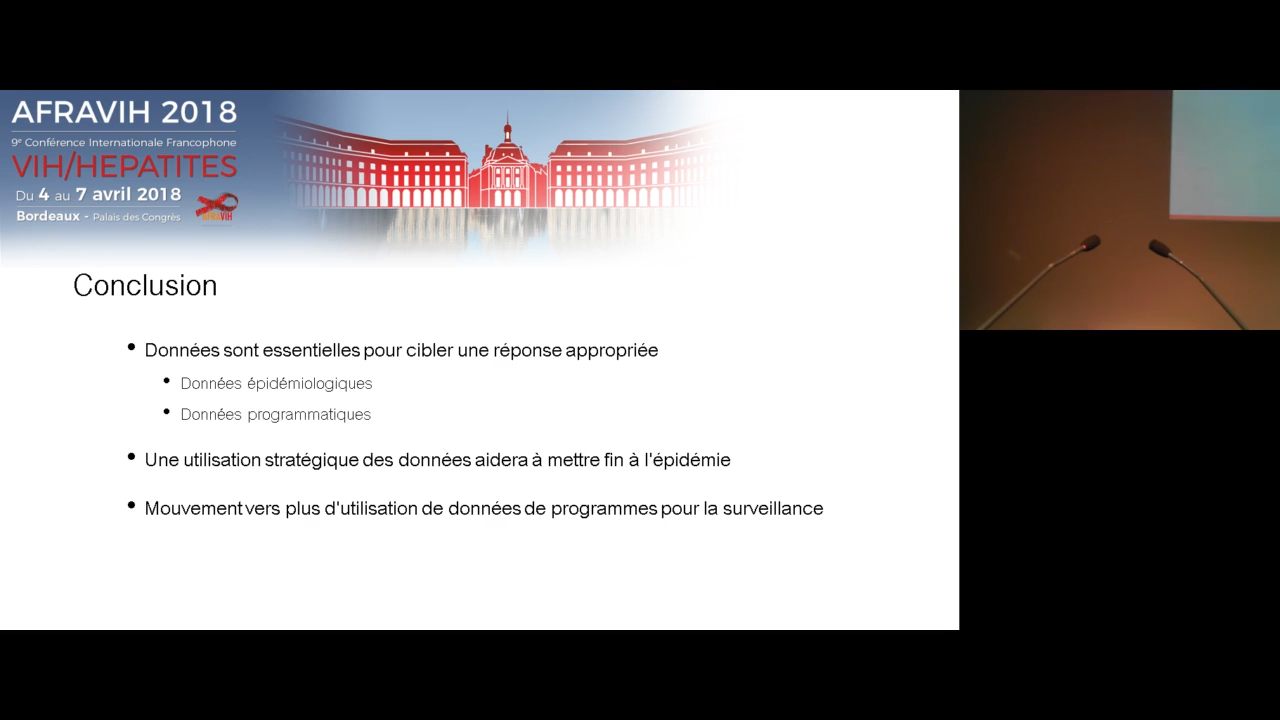 AFRAVIH 2018
9e Conférence Internationale Francophone
VIH/HEPATITES
Du 4 au 7 avril 2018
Bordeaux - Palais des Congrès
AFRAVIH
Conclusion
• Données sont essentielles pour cibler une réponse appropriée
• Données épidémiologiques
• Données programmatiques
• Une utilisation stratégique des données aidera à mettre fin à l'épidémie
• Mouvement vers plus d'utilisation de données de programmes pour la surveillance